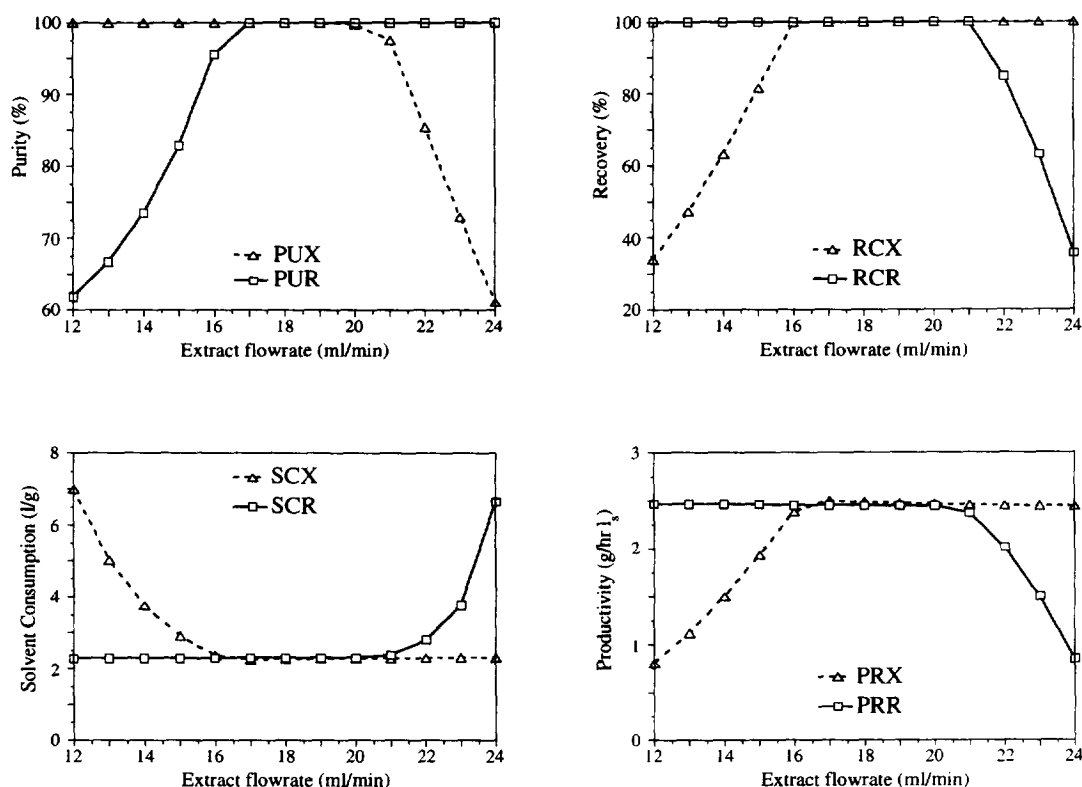 100
90
80
70
60
Purity (%)
PUX
PUR
12 14 16 18 20 22 24
Extract flowrate (ml/min)
100
80
60
40
20
Recovery (%)
RCX
RCR
12 14 16 18 20 22 24
Extract flowrate (ml/min)
8
6
4
2
0
Solvent Consumption (l/g)
SCX
SCR
12 14 16 18 20 22 24
Extract flowrate (ml/min)
3
2
1
0
Productivity (g/hr l_s)
PRX
PRR
12 14 16 18 20 22 24
Extract flowrate (ml/min)